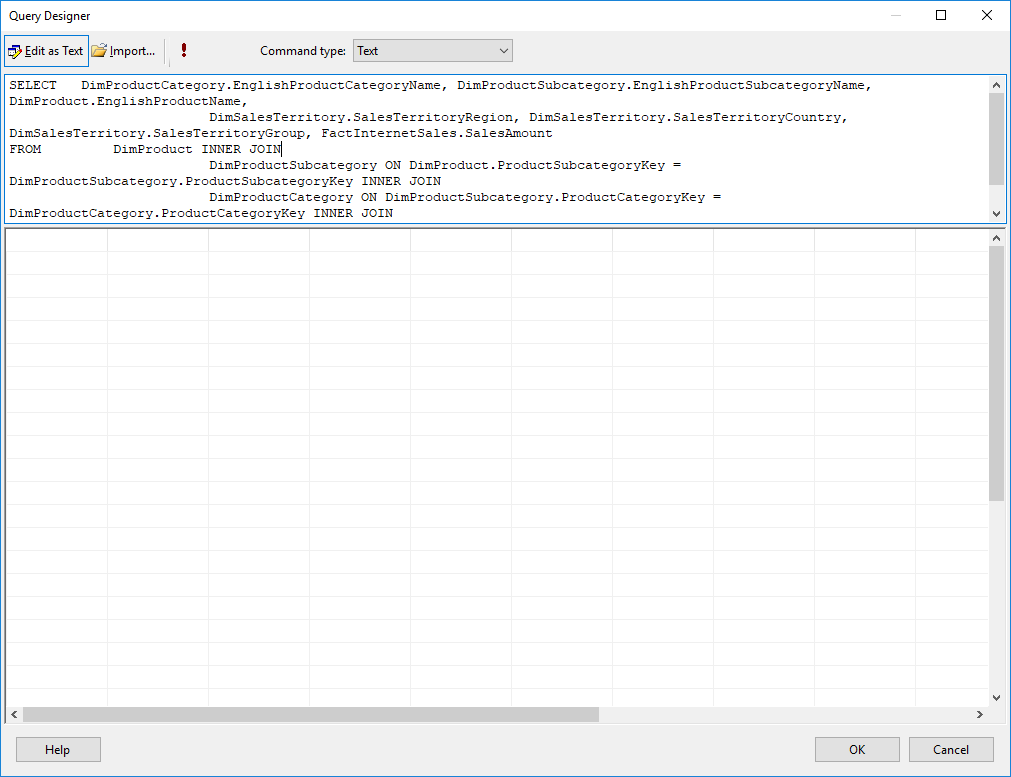 Query Designer
Edit as Text Import... Command type: Text
SELECT   DimProductCategory.EnglishProductCategoryName, DimProductSubcategory.EnglishProductSubcategoryName,
DimProduct.EnglishProductName,
DimSalesTerritory.SalesTerritoryRegion, DimSalesTerritory.SalesTerritoryCountry,
DimSalesTerritory.SalesTerritoryGroup, FactInternetSales.SalesAmount
FROM         DimProduct INNER JOIN
DimProductSubcategory ON DimProduct.ProductSubcategoryKey =
DimProductSubcategory.ProductSubcategoryKey INNER JOIN
DimProductCategory ON DimProductSubcategory.ProductCategoryKey =
DimProductCategory.ProductCategoryKey INNER JOIN
Help OK Cancel